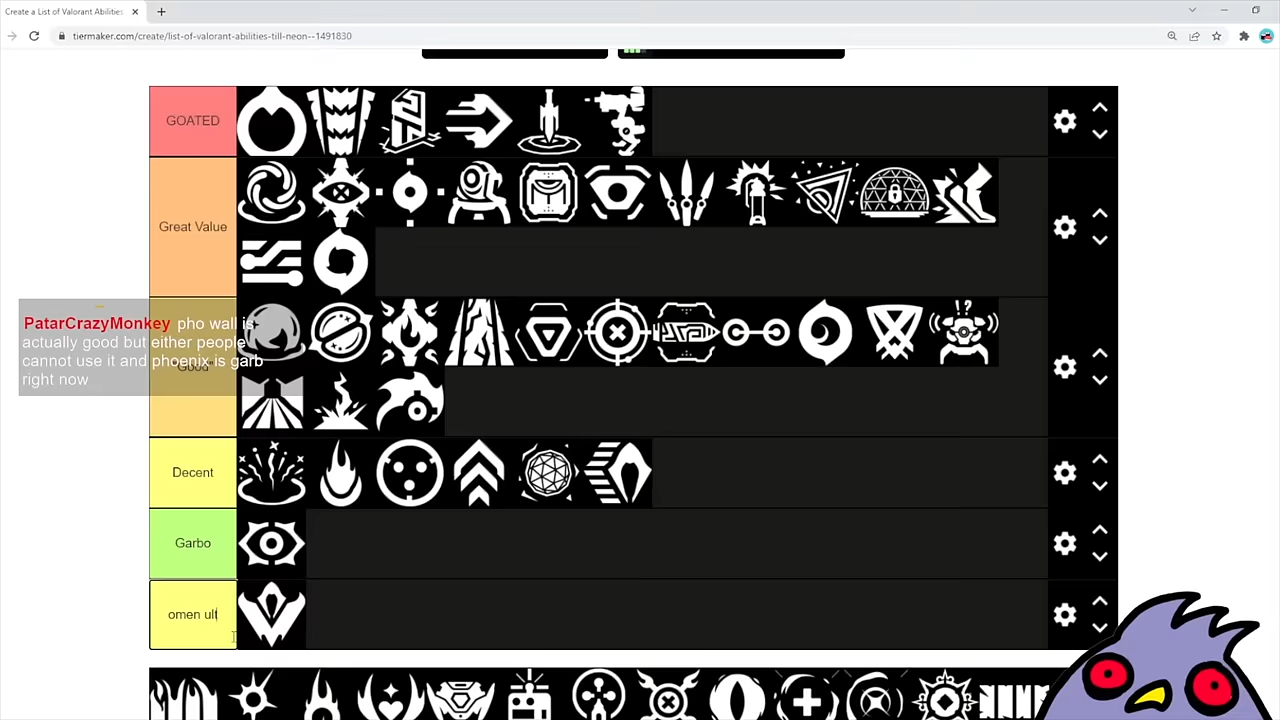 Create a List of Valorant Abilities
tiermaker.com/create/list-of-valorant-abilities-till-neon--1491830
GOATED
Great Value
PatarCrazyMonkey pho wall is
actually good but either people
cannot use it and phoenix is garb
right now
Good
Decent
Garbo
omen ult